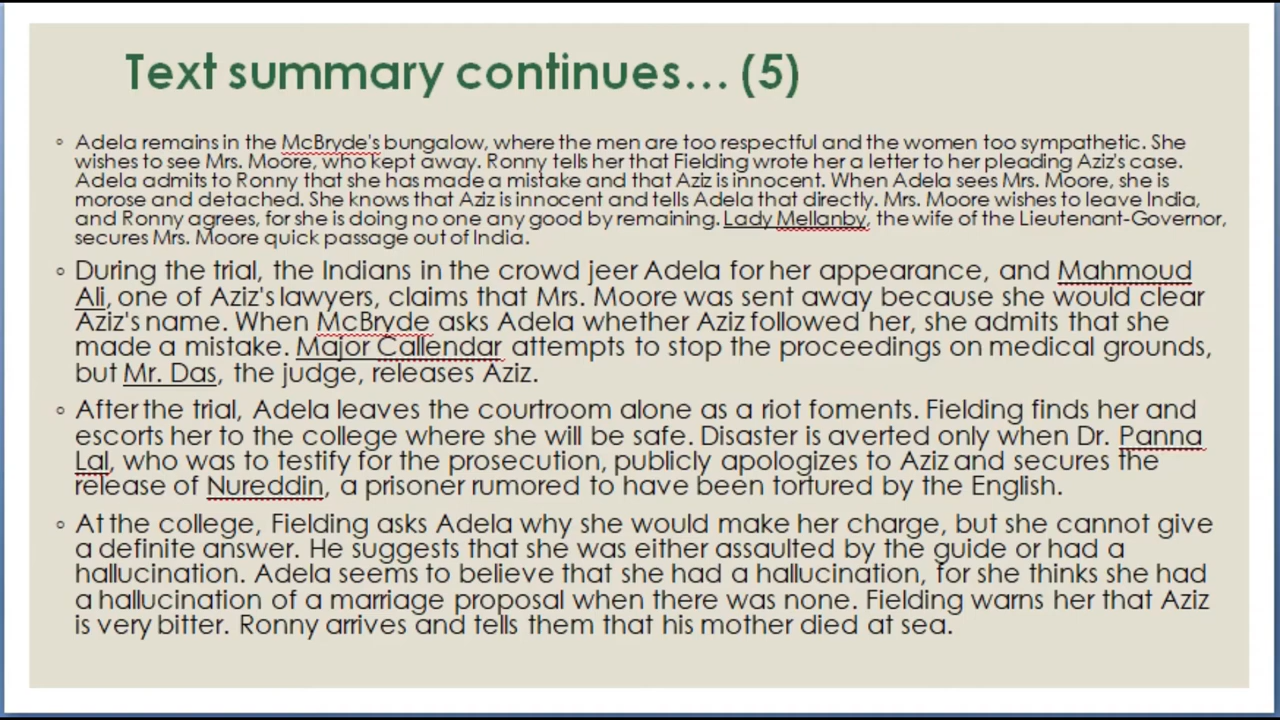 Text summary continues... (5)
◦ Adela remains in the McBryde's bungalow, where the men are too respectful and the women too sympathetic. She
wishes to see Mrs. Moore, who kept away. Ronny tells her that Fielding wrote her a letter to her pleading Aziz's case.
Adela admits to Ronny that she has made a mistake and that Aziz is innocent. When Adela sees Mrs. Moore, she is
morose and detached. She knows that Aziz is innocent and tells Adela that directly. Mrs. Moore wishes to leave India,
and Ronny agrees, for she is doing no one any good by remaining. Lady Mellanby, the wife of the Lieutenant-Governor,
secures Mrs. Moore quick passage out of India.
◦ During the trial, the Indians in the crowd jeer Adela for her appearance, and Mahmoud
Ali, one of Aziz's lawyers, claims that Mrs. Moore was sent away because she would clear
Aziz's name. When McBryde asks Adela whether Aziz followed her, she admits that she
made a mistake. Major Callendar attempts to stop the proceedings on medical grounds,
but Mr. Das, the judge, releases Aziz.
◦ After the trial, Adela leaves the courtroom alone as a riot foments. Fielding finds her and
escorts her to the college where she will be safe. Disaster is averted only when Dr. Panna
Lal, who was to testify for the prosecution, publicly apologizes to Aziz and secures the
release of Nureddin, a prisoner rumored to have been tortured by the English.
◦ At the college, Fielding asks Adela why she would make her charge, but she cannot give
a definite answer. He suggests that she was either assaulted by the guide or had a
hallucination. Adela seems to believe that she had a hallucination, for she thinks she had
a hallucination of a marriage proposal when there was none. Fielding warns her that Aziz
is very bitter. Ronny arrives and tells them that his mother died at sea.